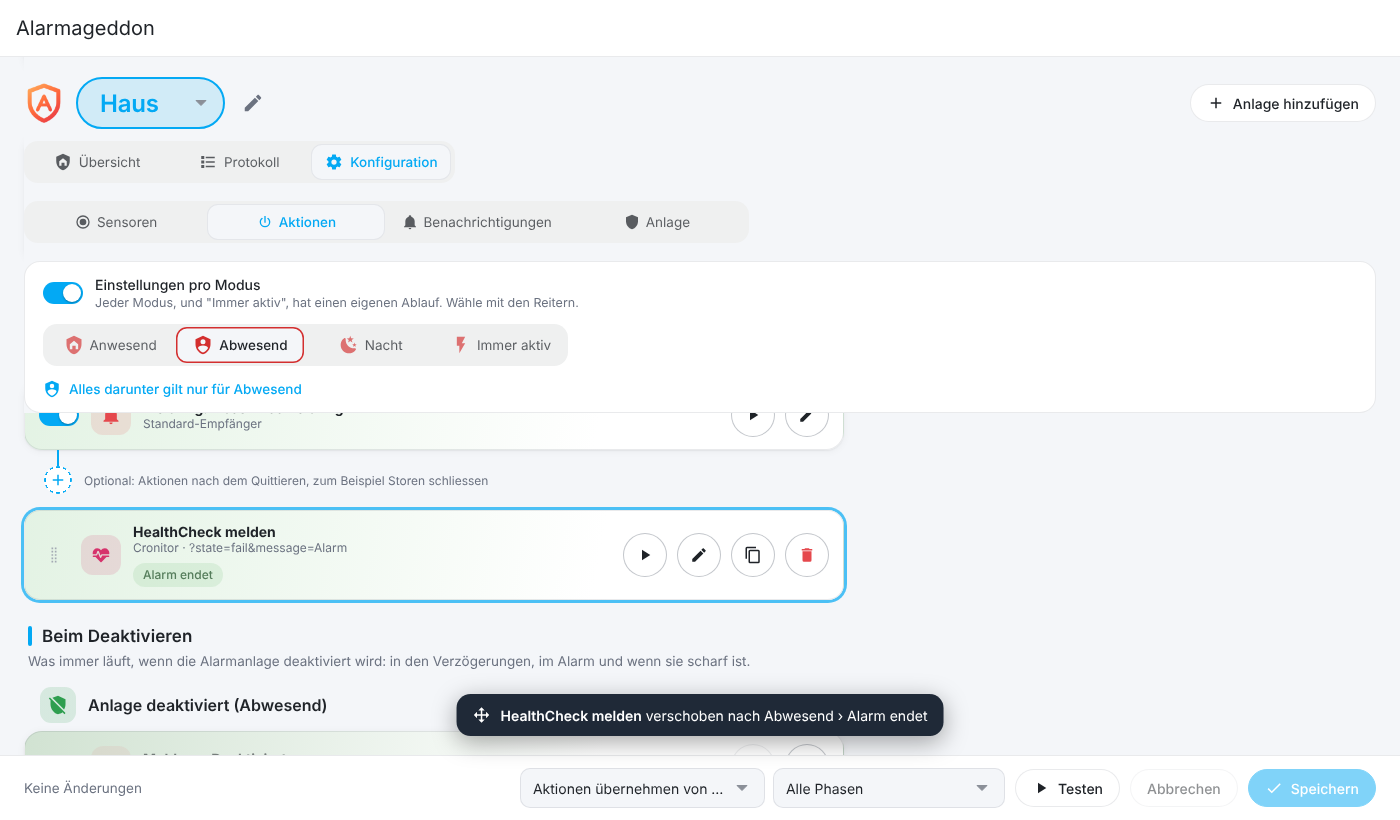 Alarmageddon
Haus
Anlage hinzufügen
Übersicht
Protokoll
Konfiguration
Sensoren
Aktionen
Benachrichtigungen
Anlage
Einstellungen pro Modus
Jeder Modus, und "Immer aktiv", hat einen eigenen Ablauf. Wähle mit den Reitern.
Anwesend
Abwesend
Nacht
Immer aktiv
Alles darunter gilt nur für Abwesend
Standard-Empfänger
Optional: Aktionen nach dem Quittieren, zum Beispiel Storen schliessen
HealthCheck melden
Cronitor · ?state=fail&message=Alarm
Alarm endet
Beim Deaktivieren
Was immer läuft, wenn die Alarmanlage deaktiviert wird: in den Verzögerungen, im Alarm und wenn sie scharf ist.
Anlage deaktiviert (Abwesend)
HealthCheck melden verschoben nach Abwesend › Alarm endet
Keine Änderungen
Aktionen übernehmen von ...
Alle Phasen
Testen
Abbrechen
Speichern